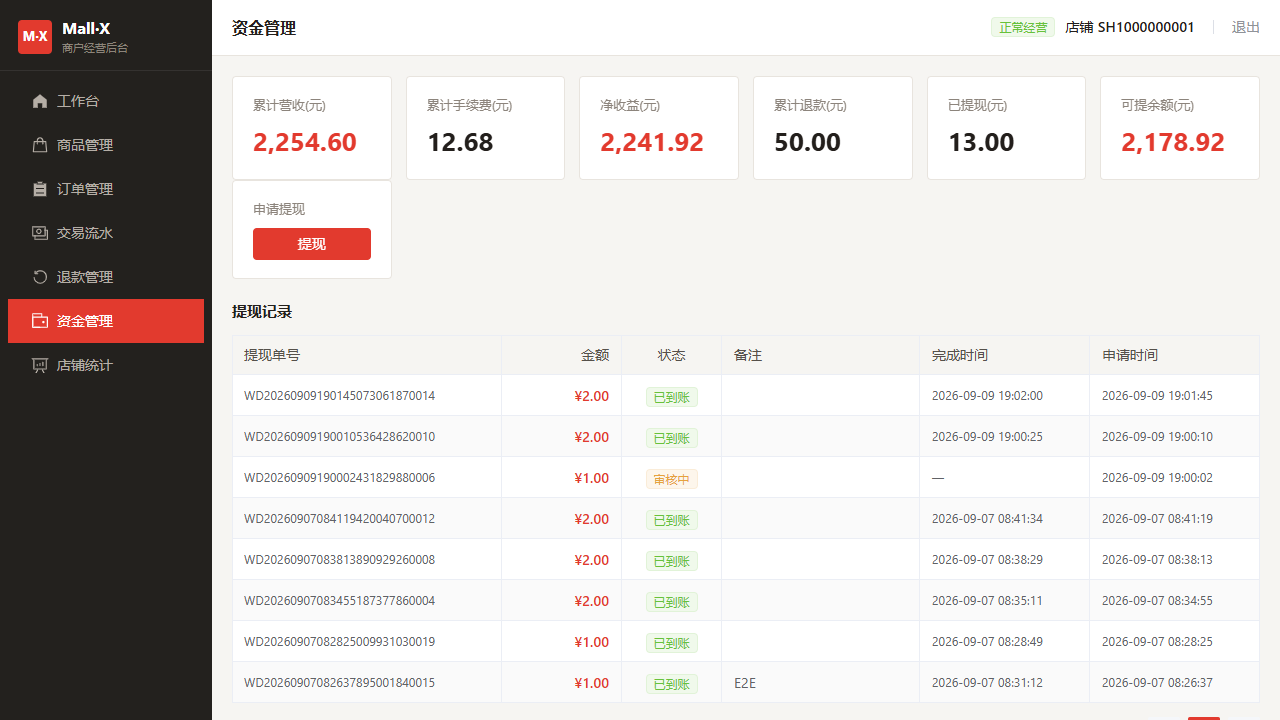 M·X
Mall·X
商户经营后台
工作台
商品管理
订单管理
交易流水
退款管理
资金管理
店铺统计
资金管理
正常经营 店铺 SH1000000001 退出
累计营收(元) 累计手续费(元) 净收益(元) 累计退款(元) 已提现(元) 可提余额(元)
2,254.60 12.68 2,241.92 50.00 13.00 2,178.92
申请提现
提现
提现记录
提现单号 金额 状态 备注 完成时间 申请时间
WD20260909190145073061870014 ¥2.00 已到账 2026-09-09 19:02:00 2026-09-09 19:01:45
WD20260909190010536428620010 ¥2.00 已到账 2026-09-09 19:00:25 2026-09-09 19:00:10
WD20260909190002431829880006 ¥1.00 审核中 — 2026-09-09 19:00:02
WD20260907084119420040700012 ¥2.00 已到账 2026-09-07 08:41:34 2026-09-07 08:41:19
WD20260907083813890929260008 ¥2.00 已到账 2026-09-07 08:38:29 2026-09-07 08:38:13
WD20260907083455187377860004 ¥2.00 已到账 2026-09-07 08:35:11 2026-09-07 08:34:55
WD20260907082825009931030019 ¥1.00 已到账 2026-09-07 08:28:49 2026-09-07 08:28:25
WD20260907082637895001840015 ¥1.00 已到账 E2E 2026-09-07 08:31:12 2026-09-07 08:26:37